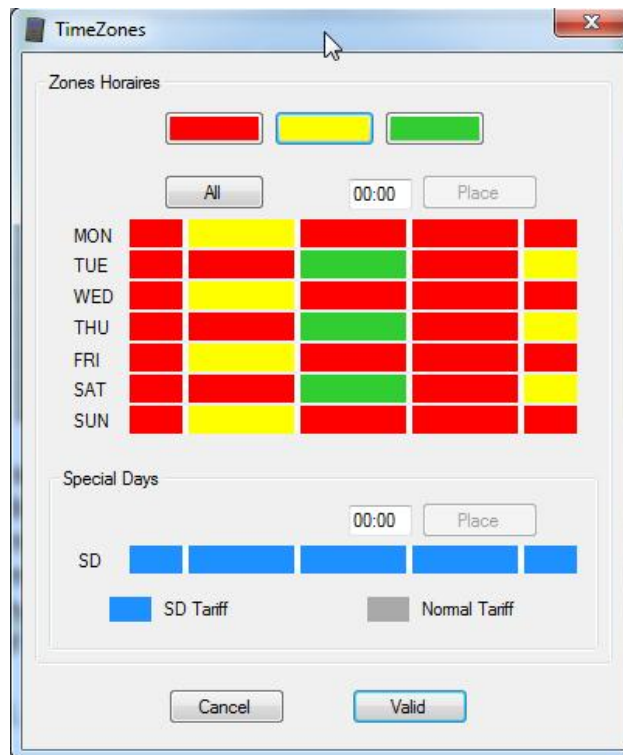 TimeZones
Zones Horaires
All 00:00 Place
MON
TUE
WED
THU
FRI
SAT
SUN
Special Days
00:00 Place
SD
SD Tariff Normal Tariff
Cancel Valid